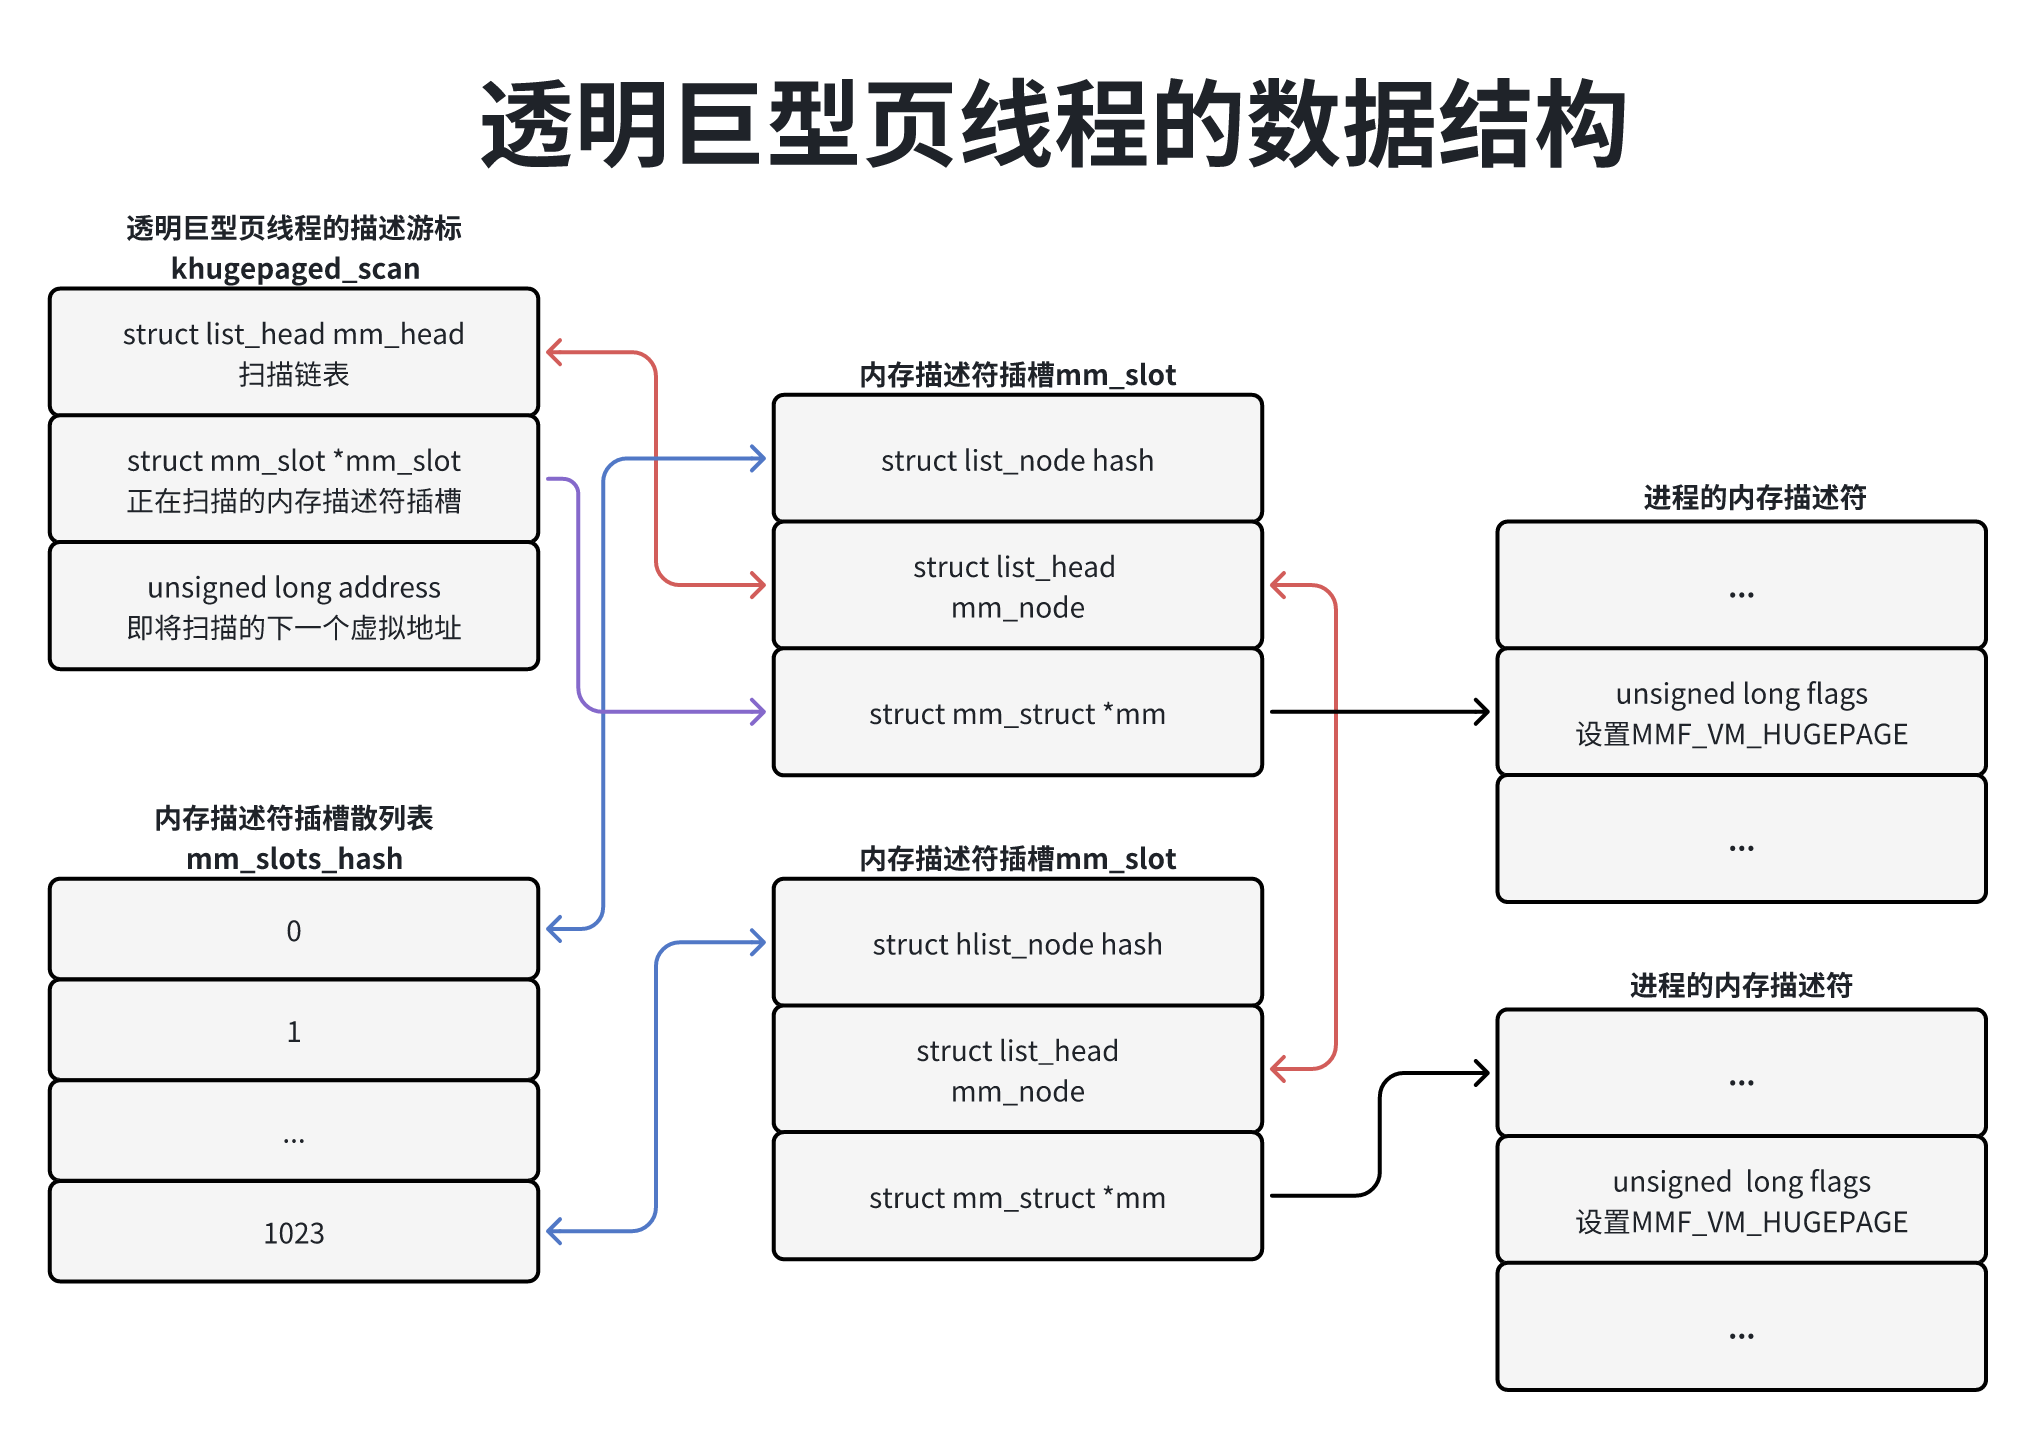 透明巨型页线程的数据结构
透明巨型页线程的描述游标
khugepaged_scan
struct list_head mm_head
扫描链表
struct mm_slot *mm_slot
正在扫描的内存描述符插槽
unsigned long address
即将扫描的下一个虚拟地址
内存描述符插槽散列表
mm_slots_hash
0
1
...
1023
内存描述符插槽mm_slot
struct list_node hash
struct list_head
mm_node
struct mm_struct *mm
内存描述符插槽mm_slot
struct hlist_node hash
struct list_head
mm_node
struct mm_struct *mm
进程的内存描述符
...
unsigned long flags
设置MMF_VM_HUGEPAGE
...
进程的内存描述符
...
unsigned  long flags
设置MMF_VM_HUGEPAGE
...